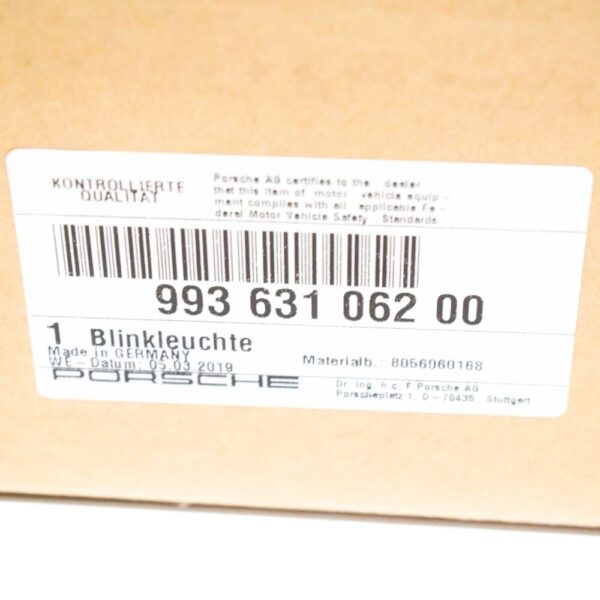 KONTROLLIERTE
QUALITAT
Porsche AG certifies to the dealer
that this item of motor vehicle equip-
ment complies with all applicable Fe-
deral Motor Vehicle Safety Standards
993 631 062 00
1 Blinkleuchte
Made in GERMANY
WE-Datum: 05.03.2019
Materialb.: 8056060168
PORSCHE
Dr. Ing. h.c. F. Porsche AG
Porscheplatz 1, D-70435 Stuttgart